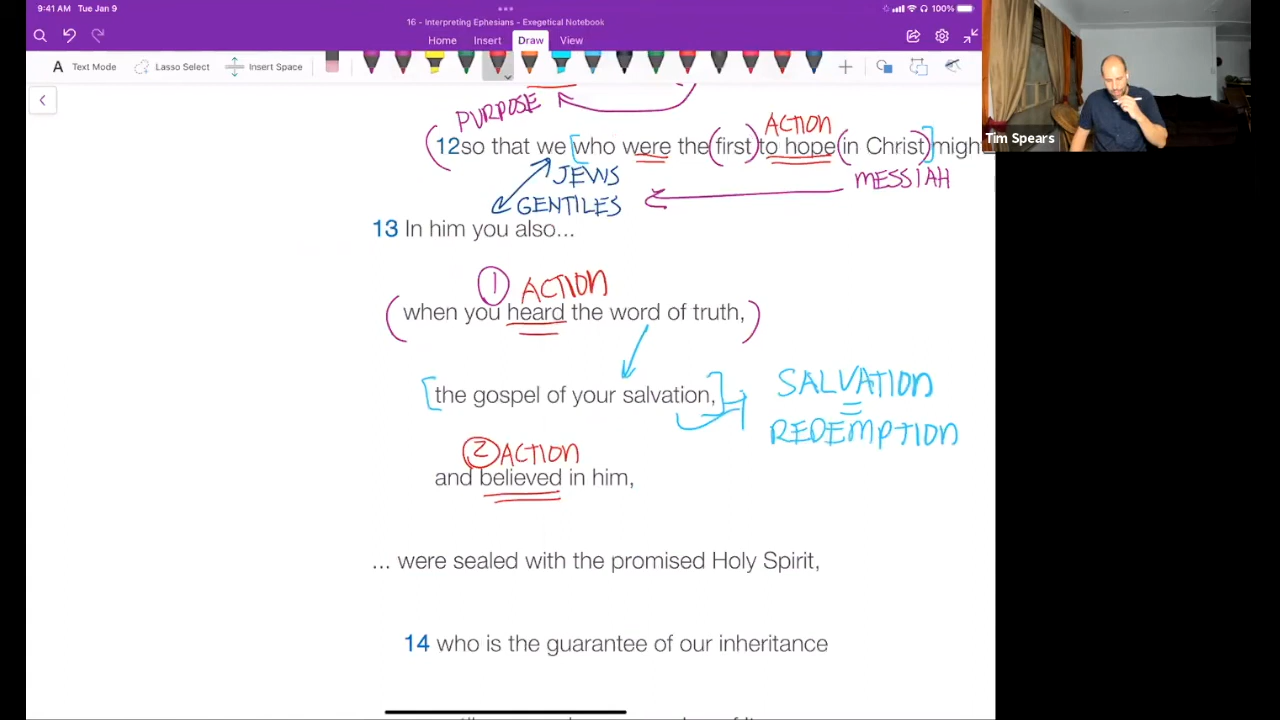 9:41 AM Tue Jan 9
100%
16 - Interpreting Ephesians - Exegetical Notebook
Home Insert Draw View
A Text Mode Lasso Select Insert Space
Tim Spears
PURPOSE
ACTION
12 so that we [who were the (first) to hope (in Christ)] migh
JEWS
MESSIAH
GENTILES
13 In him you also...
1 ACTION
(when you heard the word of truth,)
[the gospel of your salvation,]
SALVATION
=
REDEMPTION
2 ACTION
and believed in him,
... were sealed with the promised Holy Spirit,
14 who is the guarantee of our inheritance